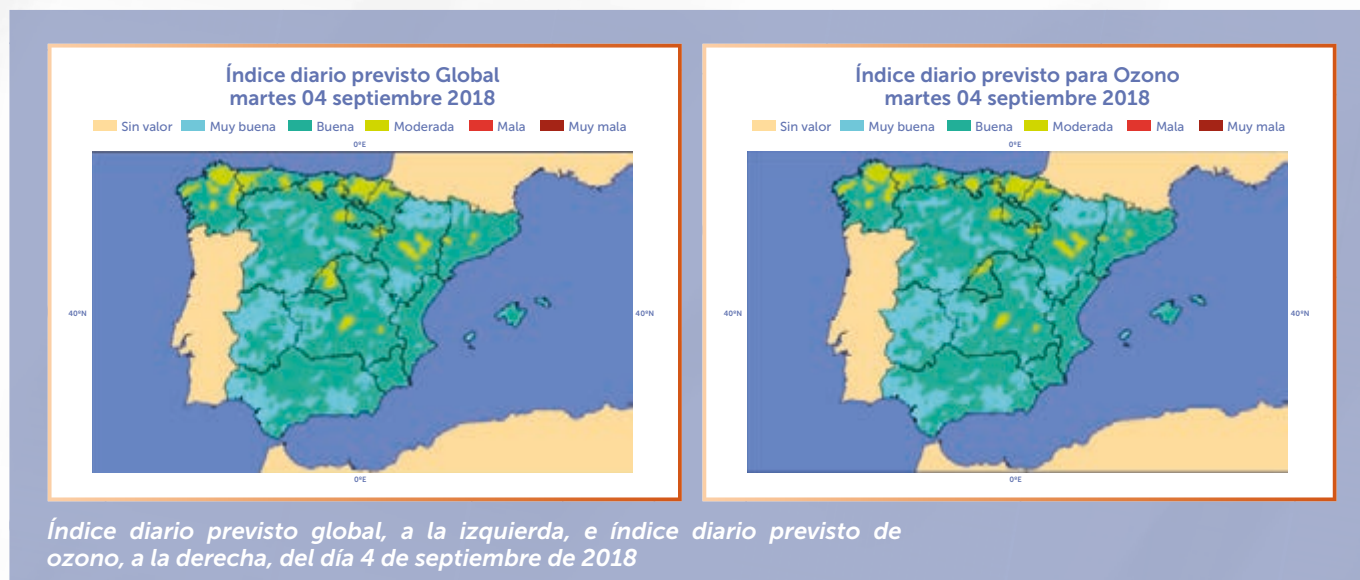 Índice diario previsto Global
martes 04 septiembre 2018
Sin valor Muy buena Buena Moderada Mala Muy mala
0ºE
40ºN 40ºN
0ºE
Índice diario previsto para Ozono
martes 04 septiembre 2018
Sin valor Muy buena Buena Moderada Mala Muy mala
0ºE
40ºN 40ºN
0ºE
Índice diario previsto global, a la izquierda, e índice diario previsto de
ozono, a la derecha, del día 4 de septiembre de 2018